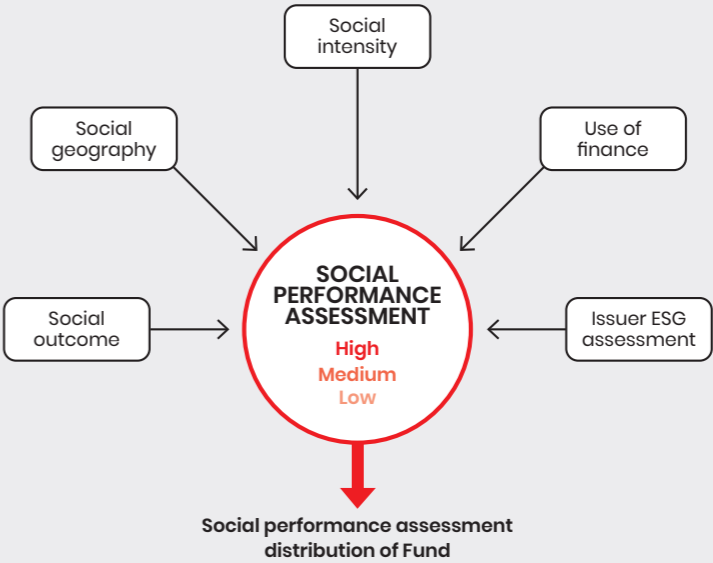 Social
intensity
Social
geography
Use of
finance
Social
outcome
SOCIAL
PERFORMANCE
ASSESSMENT
High
Medium
Low
Issuer ESG
assessment
Social performance assessment
distribution of Fund